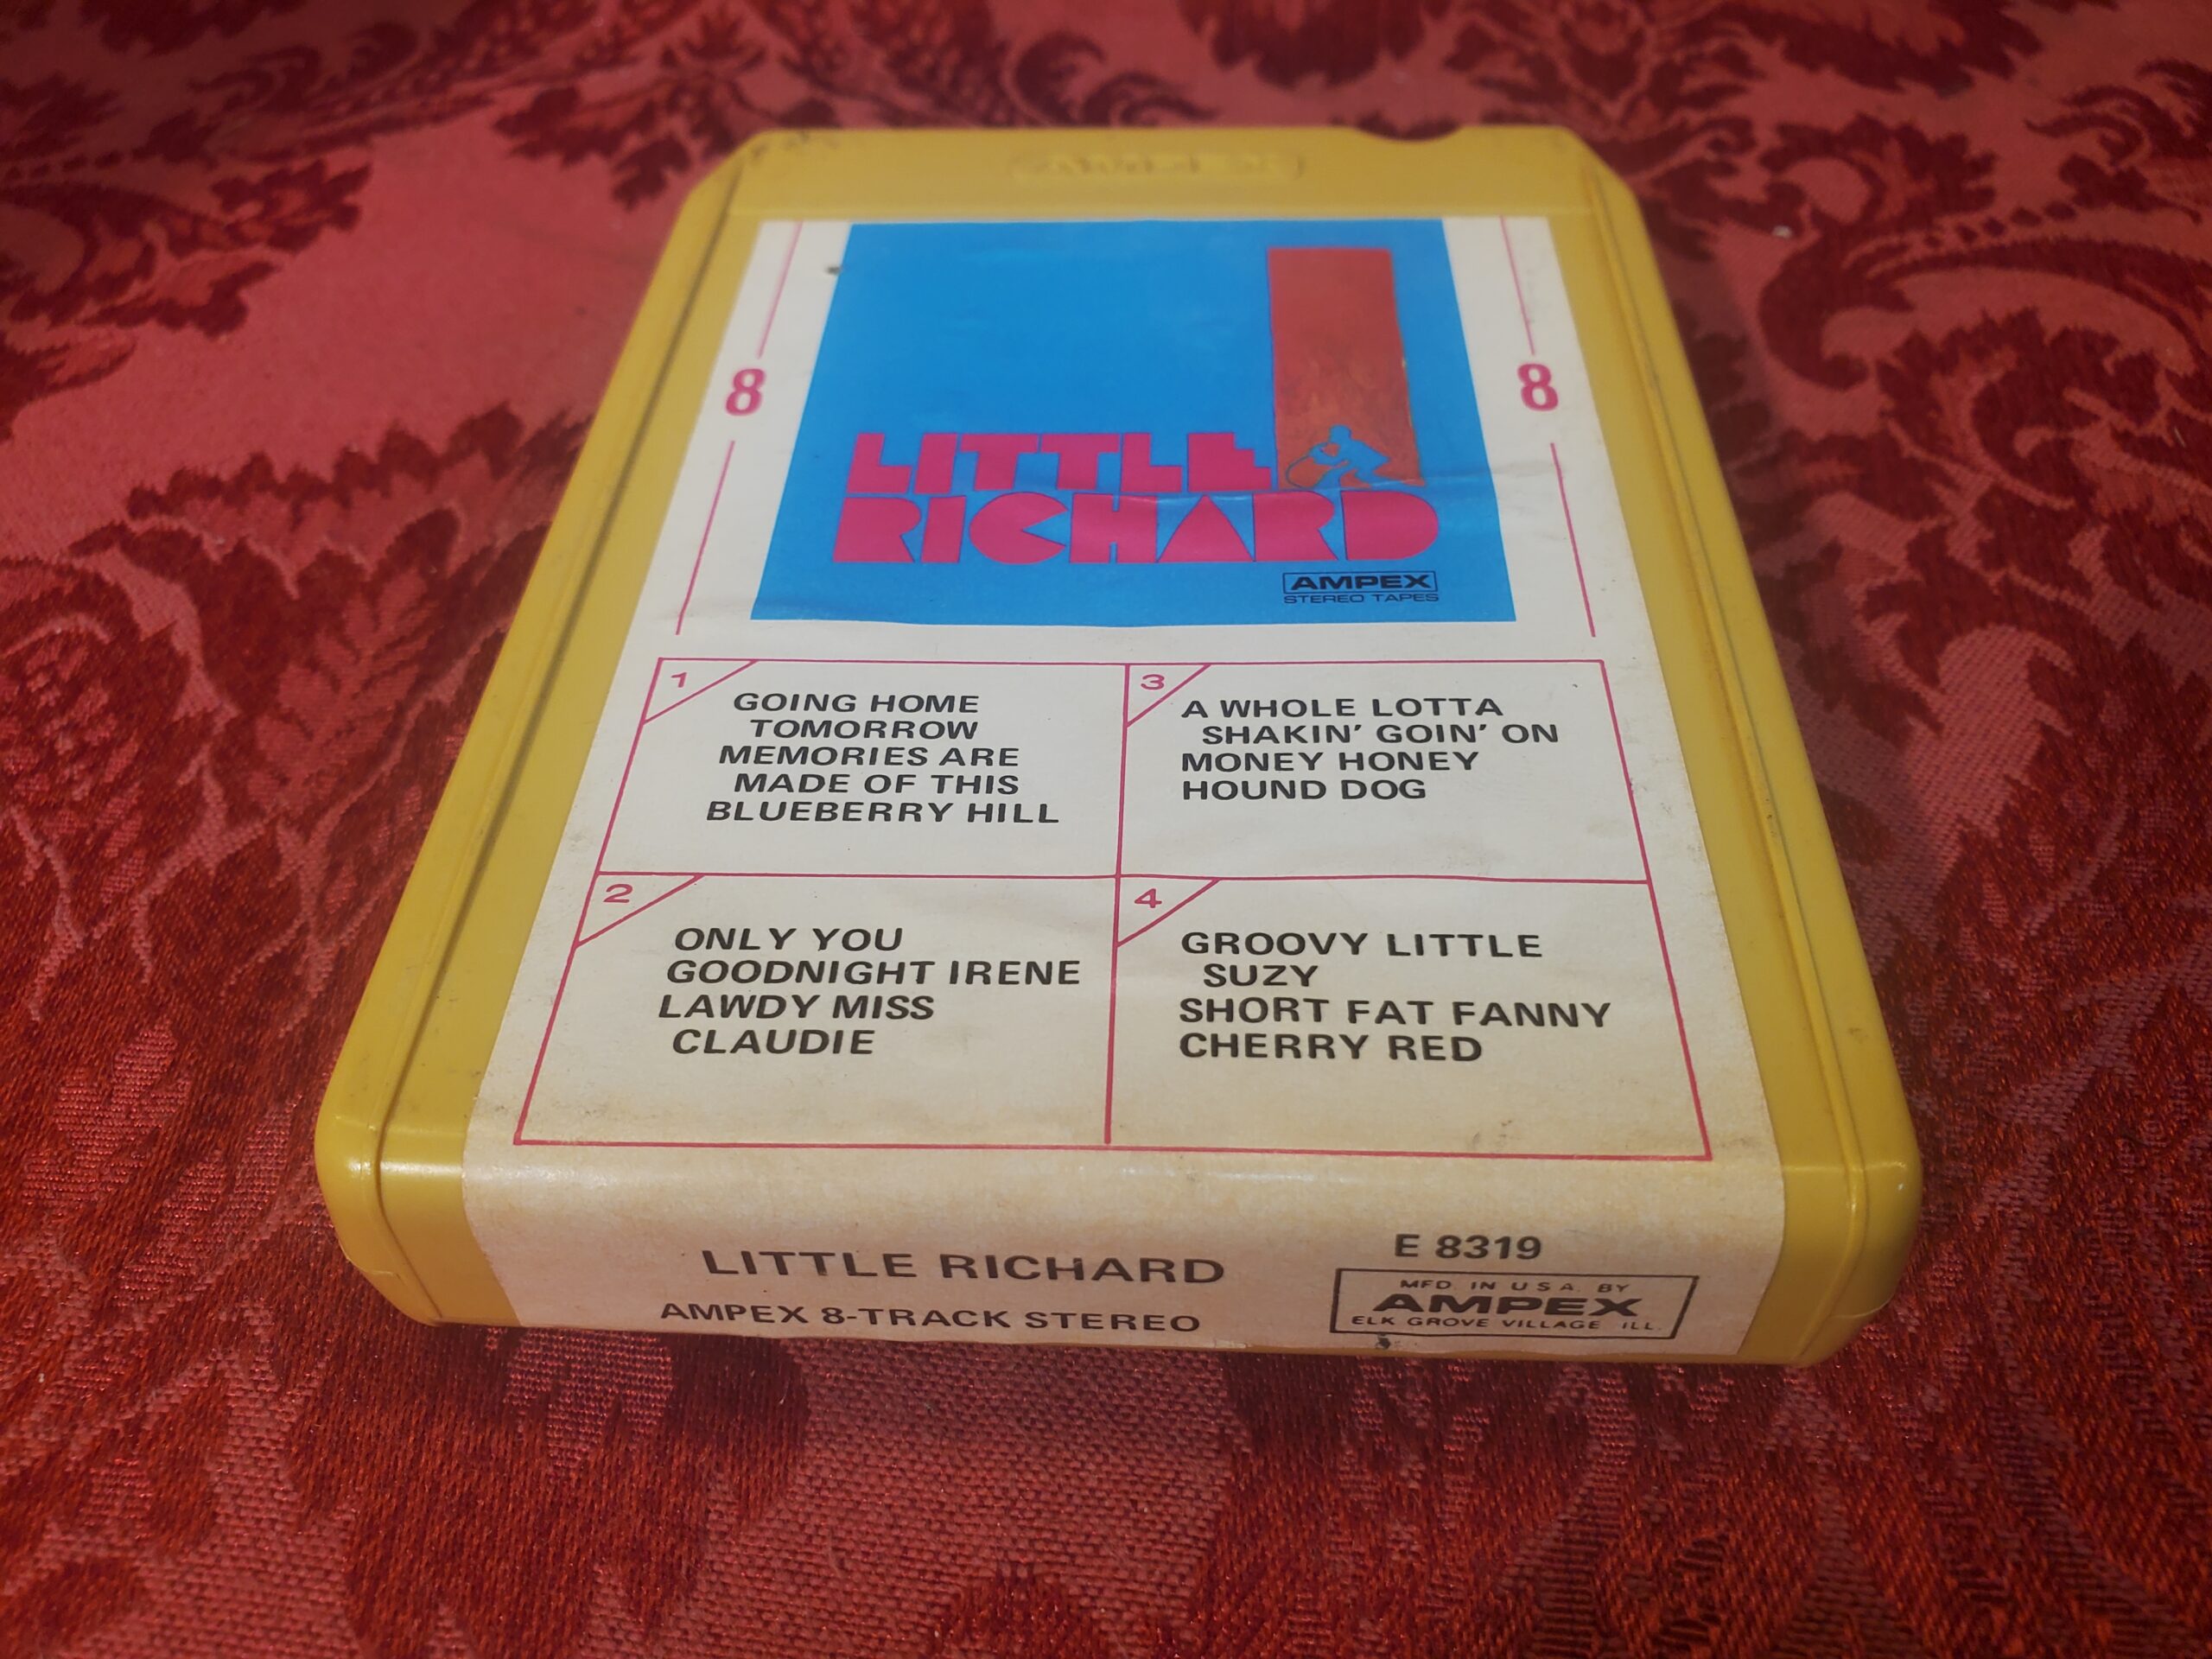 AMPEX
8
8
LITTLE
RICHARD
AMPEX
STEREO TAPES
1
GOING HOME
TOMORROW
MEMORIES ARE
MADE OF THIS
BLUEBERRY HILL
2
ONLY YOU
GOODNIGHT IRENE
LAWDY MISS
CLAUDIE
3
A WHOLE LOTTA
SHAKIN' GOIN' ON
MONEY HONEY
HOUND DOG
4
GROOVY LITTLE
SUZY
SHORT FAT FANNY
CHERRY RED
LITTLE RICHARD
AMPEX 8-TRACK STEREO
E 8319
MFD. IN U S A. BY
AMPEX
ELK GROVE VILLAGE ILL.